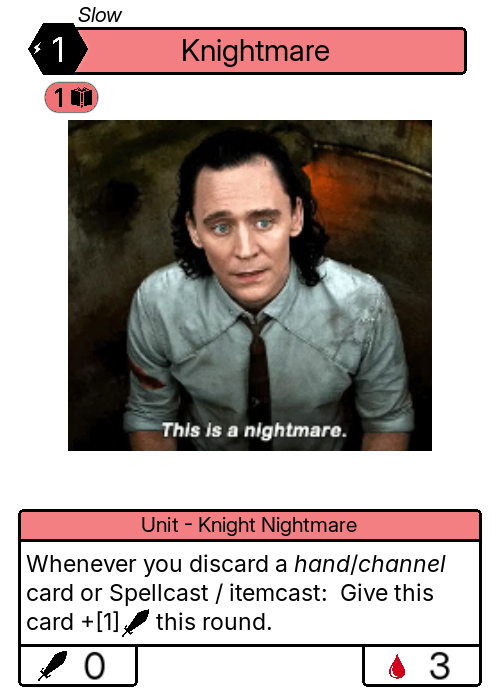 Slow
1
Knightmare
1
This is a nightmare.
Unit - Knight Nightmare
Whenever you discard a hand/channel
card or Spellcast / itemcast:  Give this
card +[1] this round.
0
3